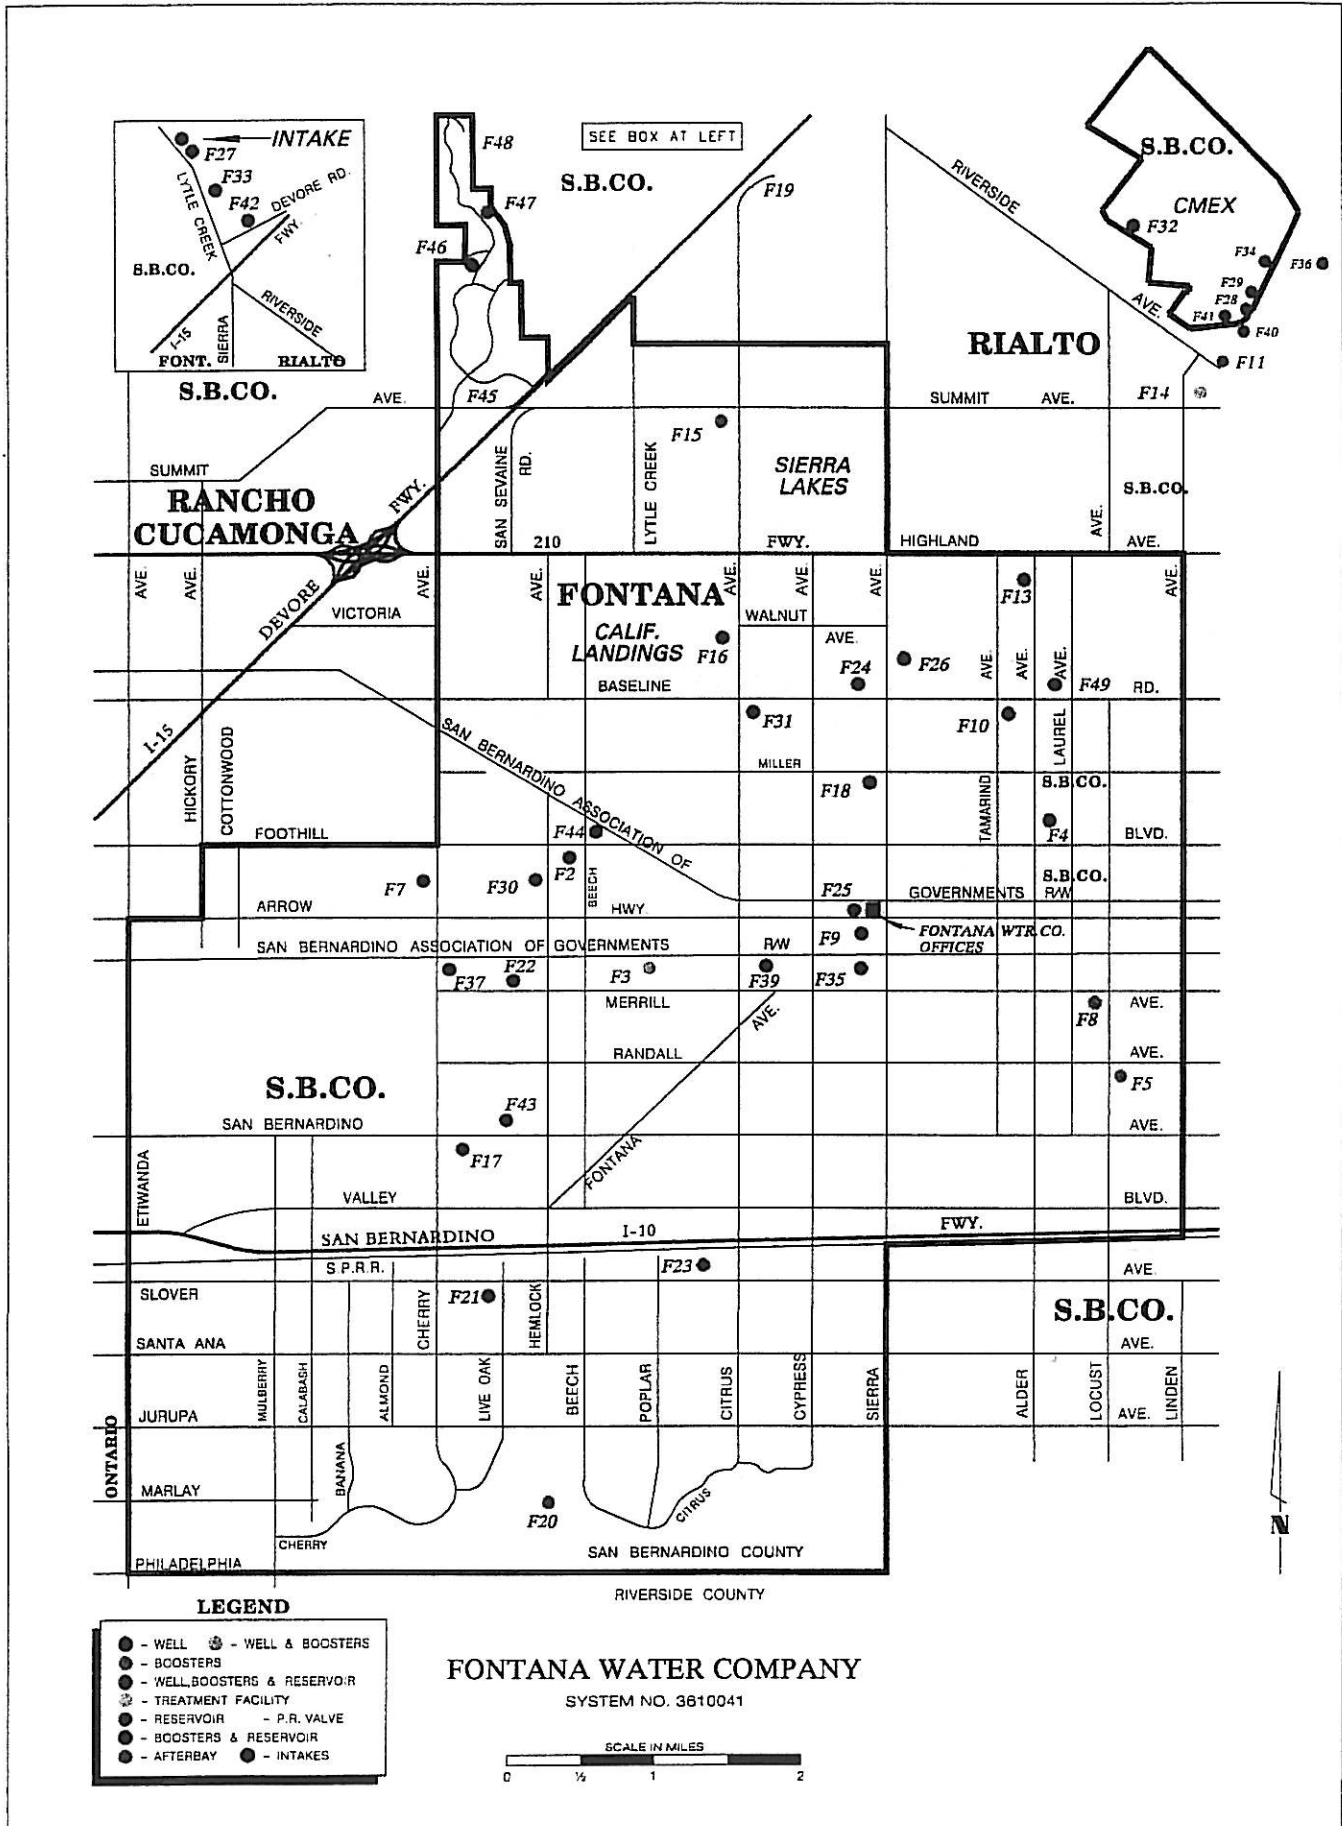 SEE BOX AT LEFT
INTAKE
F27
F33
F42
DEVORE RD.
LYTLE CREEK
FWY.
S.B.CO.
RIVERSIDE
I-15
SIERRA
FONT.
RIALTO
S.B.CO.
F48
S.B.CO.
F19
F47
F46
F45
RIVERSIDE
AVE.
S.B.CO.
CMEX
F32
F34
F36
F29
F28
F41
F40
F11
F14
RIALTO
AVE.
SUMMIT AVE.
SUMMIT
F15
SAN SEVAINE RD.
LYTLE CREEK
SIERRA
LAKES
S.B.CO.
RANCHO
CUCAMONGA
FWY.
210 FWY.
HIGHLAND AVE.
AVE.
AVE.
AVE.
AVE.
AVE.
AVE.
AVE.
AVE.
AVE.
AVE.
DEVORE
VICTORIA
FONTANA
CALIF.
LANDINGS
F16
WALNUT
AVE.
F13
F24
F26
AVE.
AVE.
AVE.
F49
BASELINE RD.
I-15
HICKORY
COTTONWOOD
SAN BERNARDINO ASSOCIATION OF
F31
F10
LAUREL
MILLER
F18
TAMARIND
S.B.CO.
F4
FOOTHILL BLVD.
F44
F2
F7
F30
BEECH
F25
S.B.CO.
GOVERNMENTS R/W
ARROW HWY.
F9
FONTANA WTR.CO.
OFFICES
SAN BERNARDINO ASSOCIATION OF GOVERNMENTS R/W
F37
F22
F3
F39
F35
MERRILL AVE.
F8
AVE.
RANDALL AVE.
F5
S.B.CO.
F43
SAN BERNARDINO AVE.
F17
FONTANA
ETIWANDA
VALLEY BLVD.
SAN BERNARDINO I-10 FWY.
S.P.R.R.
F23
AVE.
SLOVER
F21
CHERRY
HEMLOCK
S.B.CO.
SANTA ANA AVE.
MULBERRY
CALABASH
ALMOND
LIVE OAK
BEECH
POPLAR
CITRUS
CYPRESS
SIERRA
ALDER
LOCUST
LINDEN
JURUPA AVE.
ONTARIO
BANANA
MARLAY
CITRUS
F20
CHERRY
SAN BERNARDINO COUNTY
PHILADELPHIA
RIVERSIDE COUNTY
N
LEGEND
- WELL - WELL & BOOSTERS
- BOOSTERS
- WELL,BOOSTERS & RESERVOIR
- TREATMENT FACILITY
- RESERVOIR - P.R. VALVE
- BOOSTERS & RESERVOIR
- AFTERBAY - INTAKES
FONTANA WATER COMPANY
SYSTEM NO. 3610041
SCALE IN MILES
0 ½ 1 2